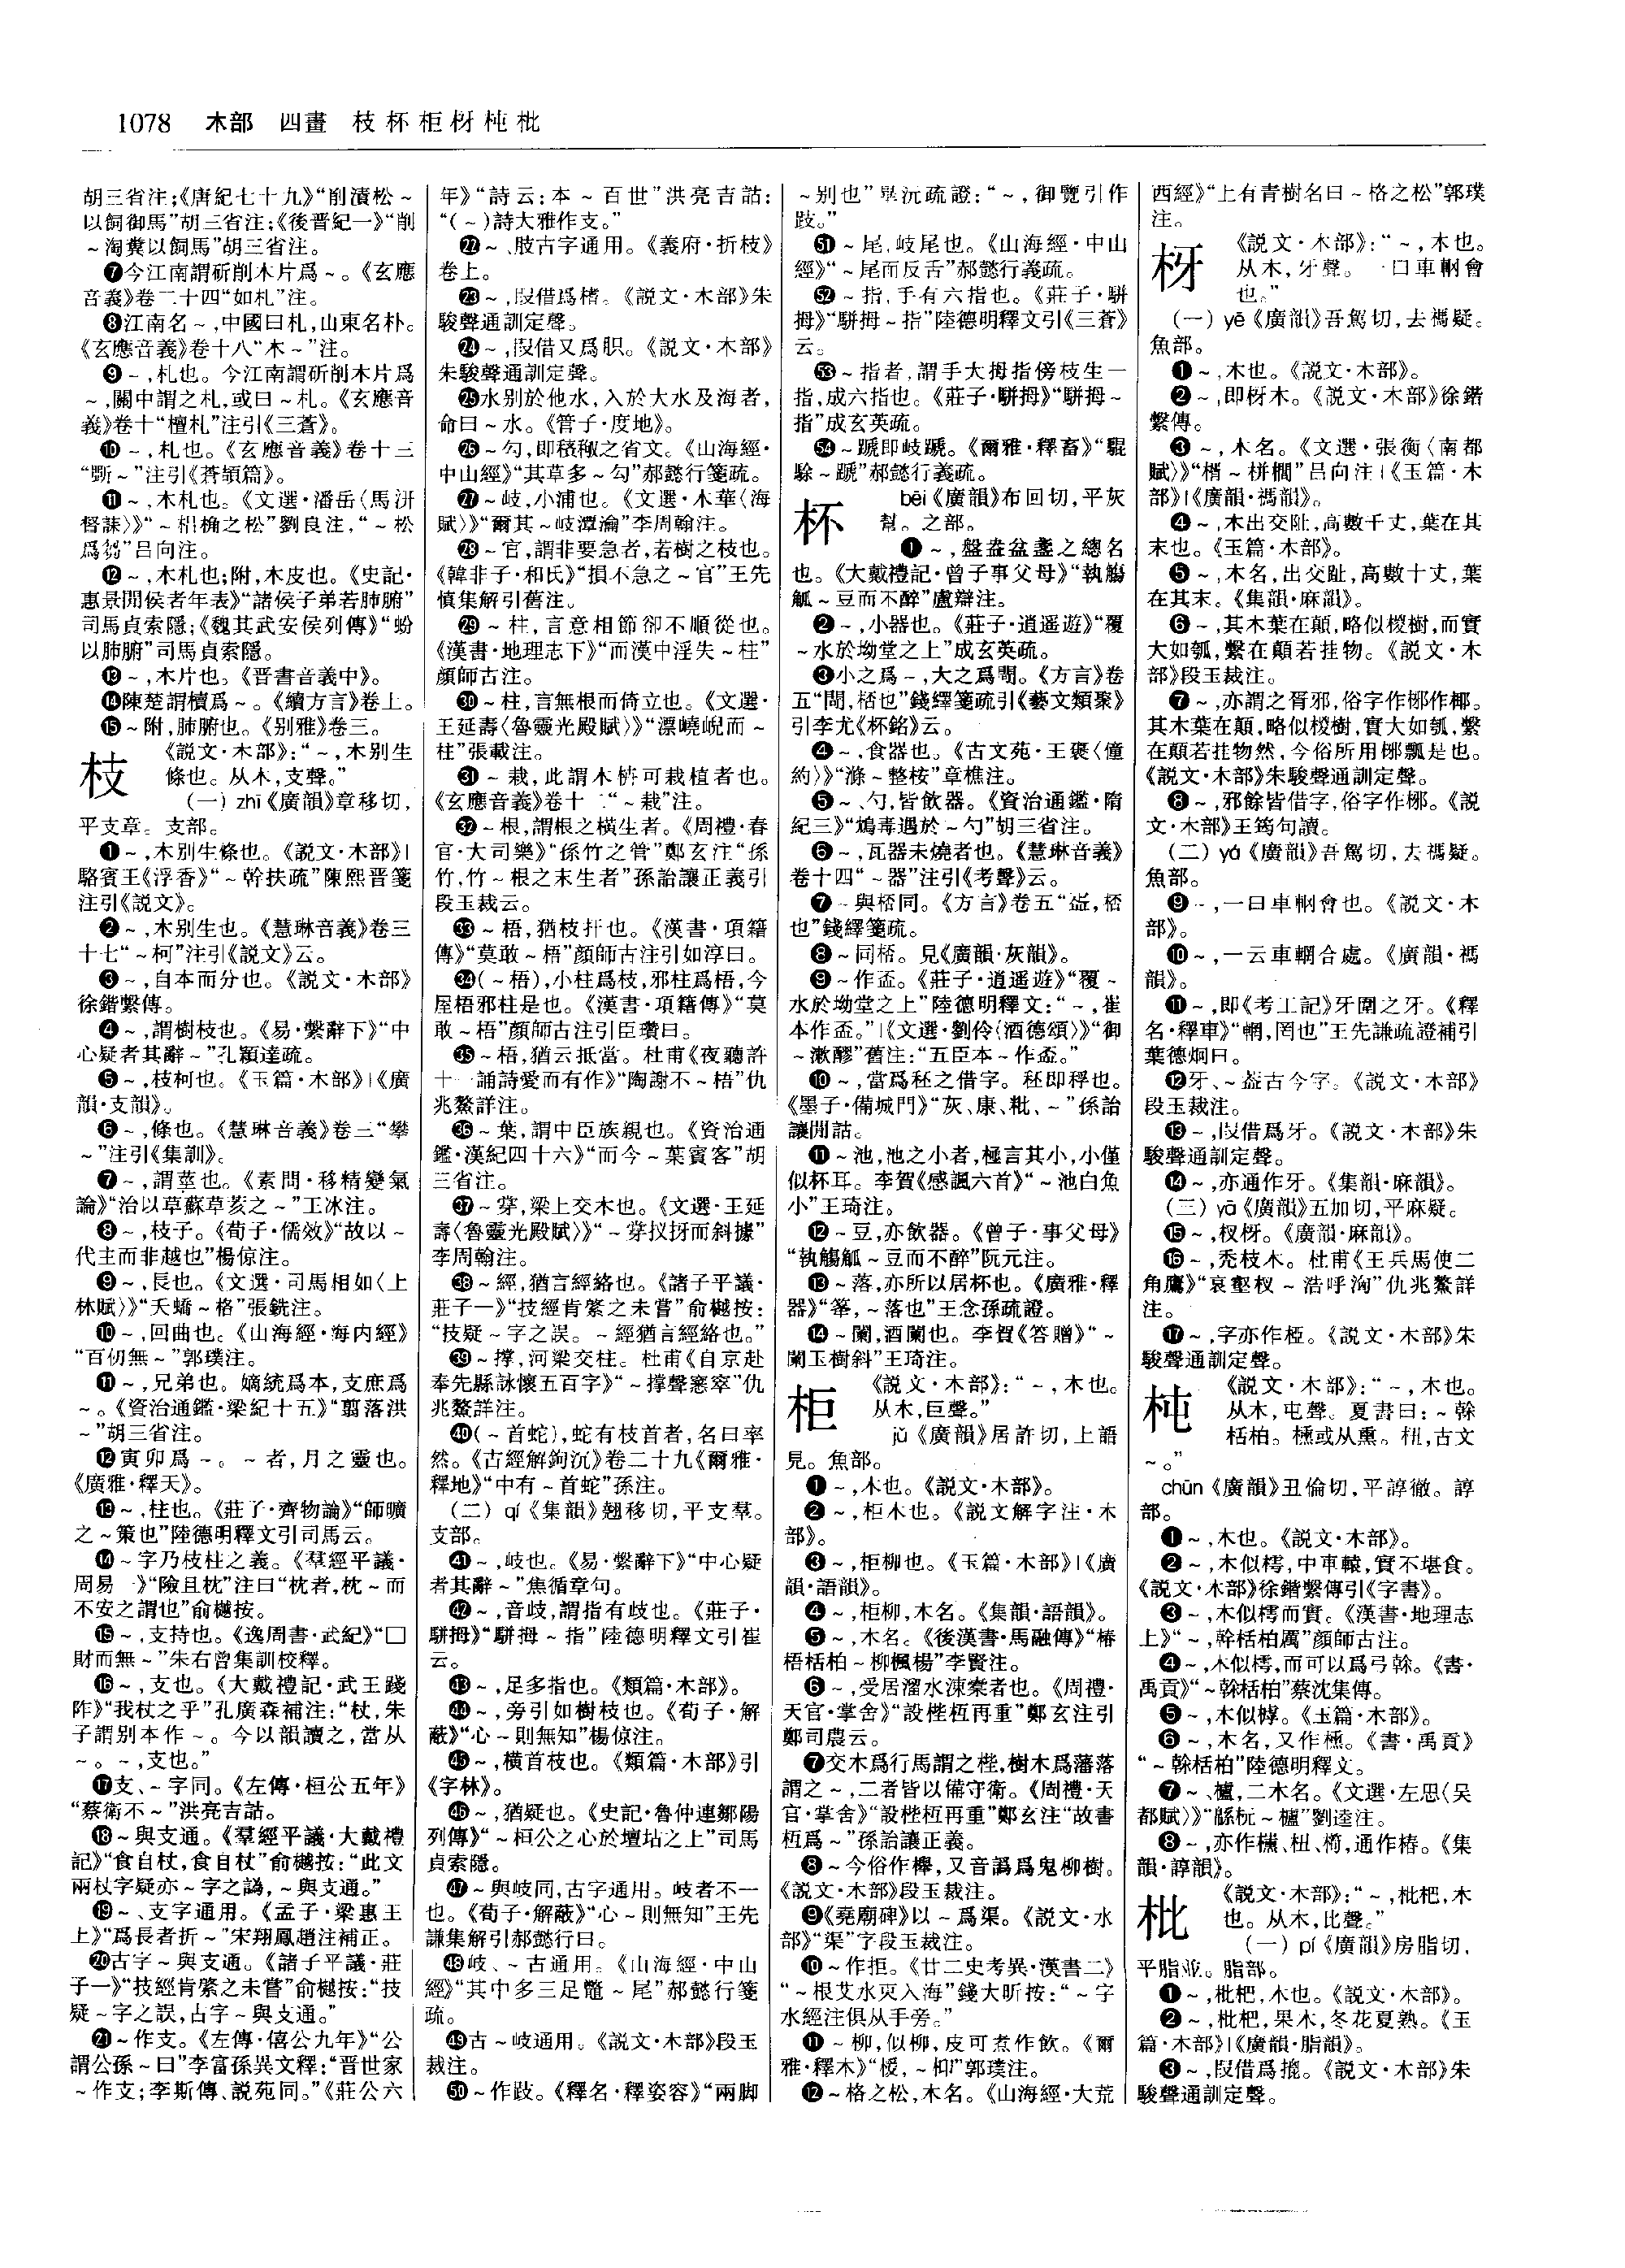 1078 木部 四畫 枝杯柜枒杶枇
胡三省注;《唐紀七十九》“削漬松～
以飼御馬”胡三省注;《後晋紀一》“削
～淘糞以飼馬”胡三省注。
❼今江南謂斫削木片爲～。《玄應
音義》卷二十四“如札”注。
❽江南名～,中國曰札,山東名朴。
《玄應音義》卷十八“木～”注。
❾～,札也。今江南謂斫削木片爲
～,關中謂之札,或曰～札。《玄應音
義》卷十“檀札”注引《三蒼》。
❿～,札也。《玄應音義》卷十三
“斲～”注引《蒼頡篇》。
⓫～,木札也。《文選·潘岳〈馬汧
督誄〉》“～梠桷之松”劉良注,“～松
爲芻”吕向注。
⓬～,木札也;附,木皮也。《史記·
惠景閒侯者年表》“諸侯子弟若肺腑”
司馬貞索隱;《魏其武安侯列傳》“蚡
以肺腑”司馬貞索隱。
⓭～,木片也。《晋書音義中》。
⓮陳楚謂櫝爲～。《續方言》卷上。
⓯～附,肺腑也。《别雅》卷三。
枝 《説文·木部》:“～,木别生
條也。从木,支聲。”
(一) zhī《廣韻》章移切,
平支章。支部。
❶～,木别生條也。《説文·木部》|
駱賓王《浮香》“～幹扶疏”陳熙晋箋
注引《説文》。
❷～,木别生也。《慧琳音義》卷三
十七“～柯”注引《説文》云。
❸～,自本而分也。《説文·木部》
徐鍇繫傳。
❹～,謂樹枝也。《易·繫辭下》“中
心疑者其辭～”孔穎達疏。
❺～,枝柯也。《玉篇·木部》|《廣
韻·支韻》。
❻～,條也。《慧琳音義》卷三“攀
～”注引《集訓》。
❼～,謂莖也。《素問·移精變氣
論》“治以草蘇草荄之～”王冰注。
❽～,枝子。《荀子·儒效》“故以～
代主而非越也”楊倞注。
❾～,長也。《文選·司馬相如〈上
林賦〉》“夭蟜～格”張銑注。
❿～,回曲也。《山海經·海内經》
“百仞無～”郭璞注。
⓫～,兄弟也。嫡統爲本,支庶爲
～。《資治通鑑·梁紀十五》“翦落洪
～”胡三省注。
⓬寅卯爲～。～者,月之靈也。
《廣雅·釋天》。
⓭～,柱也。《莊子·齊物論》“師曠
之～策也”陸德明釋文引司馬云。
⓮～字乃枝柱之義。《羣經平議·
周易一》“險且枕”注曰“枕者,枕～而
不安之謂也”俞樾按。
⓯～,支持也。《逸周書·武紀》“□
財而無～”朱右曾集訓校釋。
⓰～,支也。《大戴禮記·武王踐
阼》“我杖之乎”孔廣森補注:“杖,朱
子謂别本作～。今以韻讀之,當从
～。～,支也。”
⓱支、～字同。《左傳·桓公五年》
“蔡衛不～”洪亮吉詁。
⓲～與支通。《羣經平議·大戴禮
記》“食自杖,食自杖”俞樾按:“此文
兩杖字疑亦～字之譌,～與支通。”
⓳～、支字通用。《孟子·梁惠王
上》“爲長者折～”宋翔鳳趙注補正。
⓴古字～與支通。《諸子平議·莊
子一》“技經肯綮之未嘗”俞樾按:“技
疑～字之誤,古字～與支通。”
㉑～作支。《左傳·僖公九年》“公
謂公孫～曰”李富孫異文釋:“晋世家
～作支;李斯傳、説苑同。”《莊公六
年》“詩云:本～百世”洪亮吉詁:
“(～)詩大雅作支。”
㉒～、肢古字通用。《義府·折枝》
卷上。
㉓～,叚借爲榰。《説文·木部》朱
駿聲通訓定聲。
㉔～,叚借又爲胑。《説文·木部》
朱駿聲通訓定聲。
㉕水别於他水,入於大水及海者,
命曰～水。《管子·度地》。
㉖～勾,即䅩𥝌之省文。《山海經·
中山經》“其草多～勾”郝懿行箋疏。
㉗～岐,小浦也。《文選·木華〈海
賦〉》“爾其～岐潭瀹”李周翰注。
㉘～官,謂非要急者,若樹之枝也。
《韓非子·和氏》“損不急之～官”王先
慎集解引舊注。
㉙～柱,言意相節卻不順從也。
《漢書·地理志下》“而漢中淫失～柱”
顔師古注。
㉚～柱,言無根而倚立也。《文選·
王延壽〈魯靈光殿賦〉》“漂嶢峴而～
柱”張載注。
㉛～栽,此謂木㭊可栽植者也。
《玄應音義》卷十二“～栽”注。
㉜～根,謂根之横生者。《周禮·春
官·大司樂》“孫竹之管”鄭玄注“孫
竹,竹～根之末生者”孫詒讓正義引
段玉裁云。
㉝～梧,猶枝扞也。《漢書·項籍
傳》“莫敢～梧”顔師古注引如淳曰。
㉞(～梧),小柱爲枝,邪柱爲梧,今
屋梧邪柱是也。《漢書·項籍傳》“莫
敢～梧”顔師古注引臣瓚曰。
㉟～梧,猶云抵當。杜甫《夜聽許
十一誦詩愛而有作》“陶謝不～梧”仇
兆鰲詳注。
㊱～葉,謂中臣族親也。《資治通
鑑·漢紀四十六》“而今～葉賓客”胡
三省注。
㊲～穿,梁上交木也。《文選·王延
壽〈魯靈光殿賦〉》“～穿杈枒而斜據”
李周翰注。
㊳～經,猶言經絡也。《諸子平議·
莊子一》“技經肯綮之未嘗”俞樾按:
“技疑～字之誤。～經猶言經絡也。”
㊴～撑,河梁交柱。杜甫《自京赴
奉先縣詠懷五百字》“～撑聲窸窣”仇
兆鰲詳注。
㊵(～首蛇),蛇有枝首者,名曰率
然。《古經解鉤沉》卷二十九《爾雅·
釋地》“中有～首蛇”孫注。
(二) qí《集韻》翹移切,平支羣。
支部。
㊶～,岐也。《易·繫辭下》“中心疑
者其辭～”焦循章句。
㊷～,音歧,謂指有歧也。《莊子·
駢拇》“駢拇～指”陸德明釋文引崔
云。
㊸～,足多指也。《類篇·木部》。
㊹～,旁引如樹枝也。《荀子·解
蔽》“心～則無知”楊倞注。
㊺～,横首枝也。《類篇·木部》引
《字林》。
㊻～,猶疑也。《史記·魯仲連鄒陽
列傳》“～桓公之心於壇坫之上”司馬
貞索隱。
㊼～與岐同,古字通用。岐者不一
也。《荀子·解蔽》“心～則無知”王先
謙集解引郝懿行曰。
㊽岐、～古通用。《山海經·中山
經》“其中多三足鼈～尾”郝懿行箋
疏。
㊾古～岐通用。《説文·木部》段玉
裁注。
㊿～作跂。《釋名·釋姿容》“兩脚
～别也”畢沅疏證:“～,御覽引作
跂。”
51～尾,岐尾也。《山海經·中山
經》“～尾而反舌”郝懿行義疏。
52～指,手有六指也。《莊子·駢
拇》“駢拇～指”陸德明釋文引《三蒼》
云。
53～指者,謂手大拇指傍枝生一
指,成六指也。《莊子·駢拇》“駢拇～
指”成玄英疏。
54～蹏即岐蹏。《爾雅·釋畜》“騉
駼～蹏”郝懿行義疏。
杯 bēi《廣韻》布回切,平灰
幫。之部。
❶～,盤盎盆盞之總名
也。《大戴禮記·曾子事父母》“執觴
觚～豆而不醉”盧辯注。
❷～,小器也。《莊子·逍遥遊》“覆
～水於坳堂之上”成玄英疏。
❸小之爲～,大之爲閜。《方言》卷
五“閜,桮也”錢繹箋疏引《藝文類聚》
引李尤《杯銘》云。
❹～,食器也。《古文苑·王褒〈僮
約〉》“滌～整桉”章樵注。
❺～、勺,皆飲器。《資治通鑑·隋
紀三》“鴆毒遇於～勺”胡三省注。
❻～,瓦器未燒者也。《慧琳音義》
卷十四“～器”注引《考聲》云。
❼～與桮同。《方言》卷五“㿿,桮
也”錢繹箋疏。
❽～同桮。見《廣韻·灰韻》。
❾～作盃。《莊子·逍遥遊》“覆～
水於坳堂之上”陸德明釋文:“～,崔
本作盃。”|《文選·劉伶〈酒德頌〉》“御
～漱醪”舊注:“五臣本～作盃。”
❿～,當爲秠之借字。秠即稃也。
《墨子·備城門》“灰、康、粃、～”孫詒
讓閒詁。
⓫～池,池之小者,極言其小,小僅
似杯耳。李賀《感諷六首》“～池白魚
小”王琦注。
⓬～豆,亦飲器。《曾子·事父母》
“執觴觚～豆而不醉”阮元注。
⓭～落,亦所以居杯也。《廣雅·釋
器》“䇭,～落也”王念孫疏證。
⓮～闌,酒闌也。李賀《答贈》“～
闌玉樹斜”王琦注。
柜 《説文·木部》:“～,木也。
从木,巨聲。”
jǔ《廣韻》居許切,上語
見。魚部。
❶～,木也。《説文·木部》。
❷～,柜木也。《説文解字注·木
部》。
❸～,柜柳也。《玉篇·木部》|《廣
韻·語韻》。
❹～,柜柳,木名。《集韻·語韻》。
❺～,木名。《後漢書·馬融傳》“椿
梧栝柏～柳楓楊”李賢注。
❻～,受居溜水涑橐者也。《周禮·
天官·掌舍》“設梐枑再重”鄭玄注引
鄭司農云。
❼交木爲行馬謂之梐,樹木爲藩落
謂之～,二者皆以備守衛。《周禮·天
官·掌舍》“設梐枑再重”鄭玄注“故書
枑爲～”孫詒讓正義。
❽～今俗作櫸,又音譌爲鬼柳樹。
《説文·木部》段玉裁注。
❾《堯廟碑》以～爲渠。《説文·水
部》“渠”字段玉裁注。
❿～作拒。《廿二史考異·漢書二》
“～根艾水灾入海”錢大昕按:“～字
水經注俱从手旁。”
⓫～柳,似柳,皮可煮作飲。《爾
雅·釋木》“楥,～㭕”郭璞注。
⓬～格之松,木名。《山海經·大荒
西經》“上有青樹名曰～格之松”郭璞
注。
枒 《説文·木部》:“～,木也。
从木,牙聲。一曰車輞會
也。”
(一) yē《廣韻》吾駕切,去禡疑。
魚部。
❶～,木也。《説文·木部》。
❷～,即枒木。《説文·木部》徐鍇
繫傳。
❸～,木名。《文選·張衡〈南都
賦〉》“楈～栟櫚”吕向注|《玉篇·木
部》|《廣韻·禡韻》。
❹～,木出交阯,高數千丈,葉在其
末也。《玉篇·木部》。
❺～,木名,出交趾,高數十丈,葉
在其末。《集韻·麻韻》。
❻～,其木葉在顛,略似椶樹,而實
大如瓠,繫在顛若挂物。《説文·木
部》段玉裁注。
❼～,亦謂之胥邪,俗字作梛作椰。
其木葉在顛,略似椶樹,實大如瓠,繫
在顛若挂物然,今俗所用梛瓢是也。
《説文·木部》朱駿聲通訓定聲。
❽～,邪餘皆借字,俗字作梛。《説
文·木部》王筠句讀。
(二) yá《廣韻》吾駕切,去禡疑。
魚部。
❾～,一曰車輞會也。《説文·木
部》。
❿～,一云車輞合處。《廣韻·禡
韻》。
⓫～,即《考工記》牙圍之牙。《釋
名·釋車》“輞,罔也”王先謙疏證補引
葉德炯曰。
⓬牙、～蓋古今字。《説文·木部》
段玉裁注。
⓭～,叚借爲牙。《説文·木部》朱
駿聲通訓定聲。
⓮～,亦通作牙。《集韻·麻韻》。
(三) yā《廣韻》五加切,平麻疑。
⓯～,杈枒。《廣韻·麻韻》。
⓰～,秃枝木。杜甫《王兵馬使二
角鷹》“哀壑杈～浩呼洶”仇兆鰲詳
注。
⓱～,字亦作桠。《説文·木部》朱
駿聲通訓定聲。
杶 《説文·木部》:“～,木也。
从木,屯聲。夏書曰:～榦
栝柏。櫄或从熏。杻,古文
～。”
chūn《廣韻》丑倫切,平諄徹。諄
部。
❶～,木也。《説文·木部》。
❷～,木似樗,中車轅,實不堪食。
《説文·木部》徐鍇繫傳引《字書》。
❸～,木似樗而實。《漢書·地理志
上》“～,幹栝柏厲”顔師古注。
❹～,木似樗,而可以爲弓榦。《書·
禹貢》“～榦栝柏”蔡沈集傳。
❺～,木似椁。《玉篇·木部》。
❻～,木名,又作櫄。《書·禹貢》
“～榦栝柏”陸德明釋文。
❼～、櫨,二木名。《文選·左思〈吴
都賦〉》“緜杬～櫨”劉逵注。
❽～,亦作櫄、杻、橁,通作椿。《集
韻·諄韻》。
枇 《説文·木部》:“～,枇杷,木
也。从木,比聲。”
(一) pí《廣韻》房脂切,
平脂並。脂部。
❶～,枇杷,木也。《説文·木部》。
❷～,枇杷,果木,冬花夏熟。《玉
篇·木部》|《廣韻·脂韻》。
❸～,叚借爲㧗。《説文·木部》朱
駿聲通訓定聲。